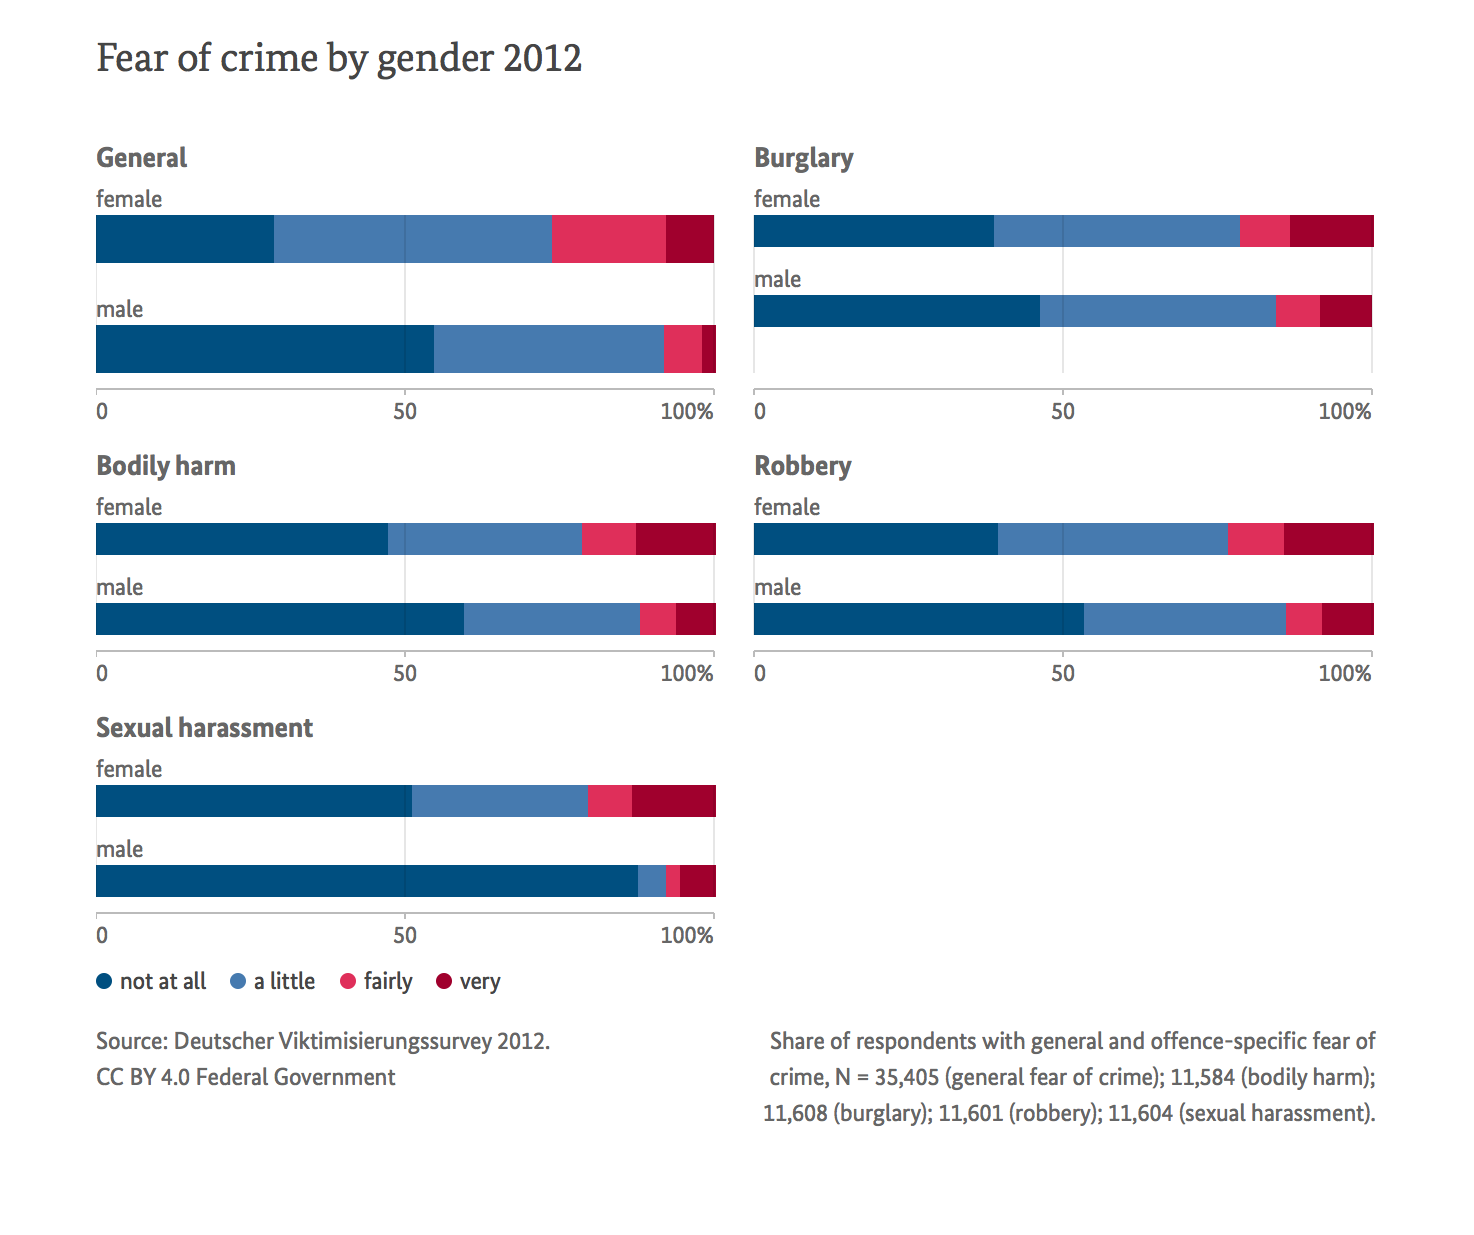 Fear of crime by gender 2012
General
female
male
0 50 100%
Burglary
female
male
0 50 100%
Bodily harm
female
male
0 50 100%
Robbery
female
male
0 50 100%
Sexual harassment
female
male
0 50 100%
not at all a little fairly very
Source: Deutscher Viktimisierungssurvey 2012.
CC BY 4.0 Federal Government
Share of respondents with general and offence-specific fear of
crime, N = 35,405 (general fear of crime); 11,584 (bodily harm);
11,608 (burglary); 11,601 (robbery); 11,604 (sexual harassment).